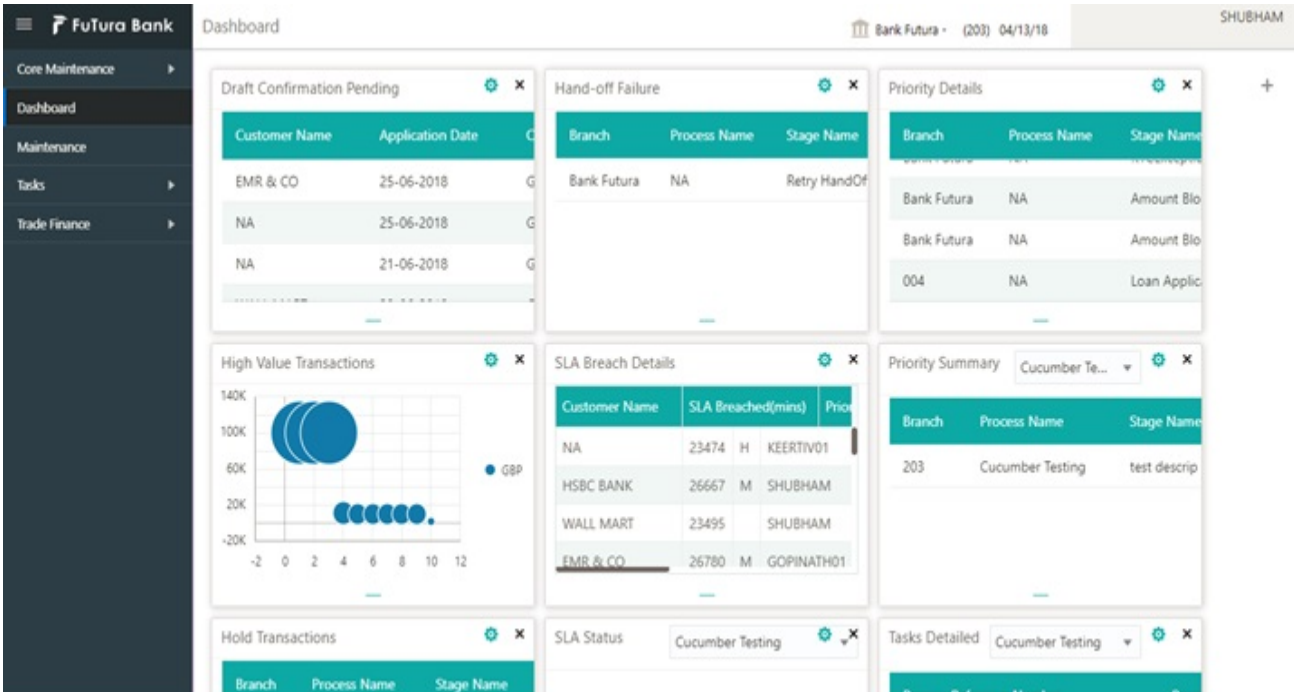 FuTura Bank
Dashboard
Bank Futura - (203) 04/13/18
SHUBHAM
Core Maintenance
Dashboard
Maintenance
Tasks
Trade Finance
Draft Confirmation Pending
Customer Name Application Date C
EMR & CO 25-06-2018 G
NA 25-06-2018 G
NA 21-06-2018 G
Hand-off Failure
Branch Process Name Stage Name
Bank Futura NA Retry HandOf
Priority Details
Branch Process Name Stage Name
Bank Futura NA Amount Blo
Bank Futura NA Amount Blo
004 NA Loan Applic
High Value Transactions
140K
100K
60K
20K
-20K
-2 0 2 4 6 8 10 12
GBP
SLA Breach Details
Customer Name SLA Breached(mins) Prior
NA 23474 H KEERTIV01
HSBC BANK 26667 M SHUBHAM
WALL MART 23495 SHUBHAM
EMR & CO 26780 M GOPINATH01
Priority Summary Cucumber Te...
Branch Process Name Stage Name
203 Cucumber Testing test descrip
Hold Transactions
Branch Process Name Stage Name
SLA Status Cucumber Testing
Tasks Detailed Cucumber Testing